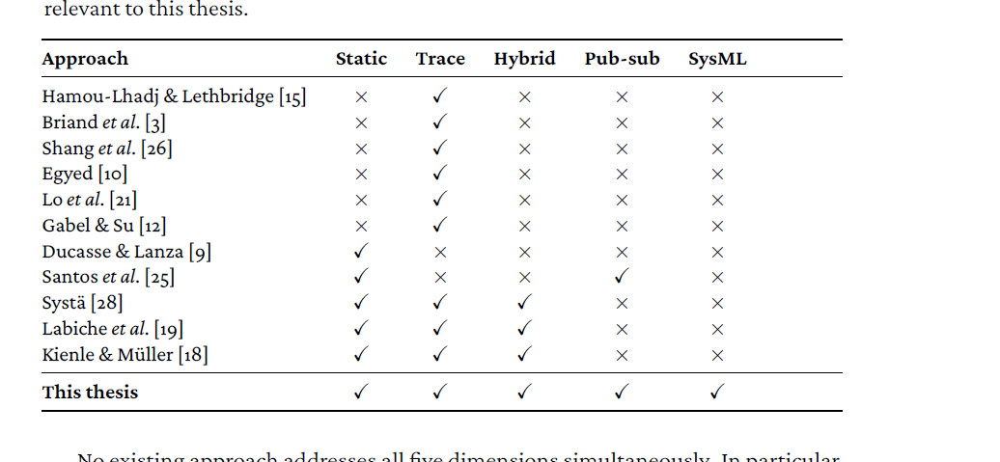 relevant to this thesis.
Approach Static Trace Hybrid Pub-sub SysML
Hamou-Lhadj & Lethbridge [15] × ✓ × × ×
Briand et al. [3] × ✓ × × ×
Shang et al. [26] × ✓ × × ×
Egyed [10] × ✓ × × ×
Lo et al. [21] × ✓ × × ×
Gabel & Su [12] × ✓ × × ×
Ducasse & Lanza [9] ✓ × × × ×
Santos et al. [25] ✓ × × ✓ ×
Systä [28] ✓ ✓ ✓ × ×
Labiche et al. [19] ✓ ✓ ✓ × ×
Kienle & Müller [18] ✓ ✓ ✓ × ×
This thesis ✓ ✓ ✓ ✓ ✓
No existing approach addresses all five dimensions simultaneously. In particular